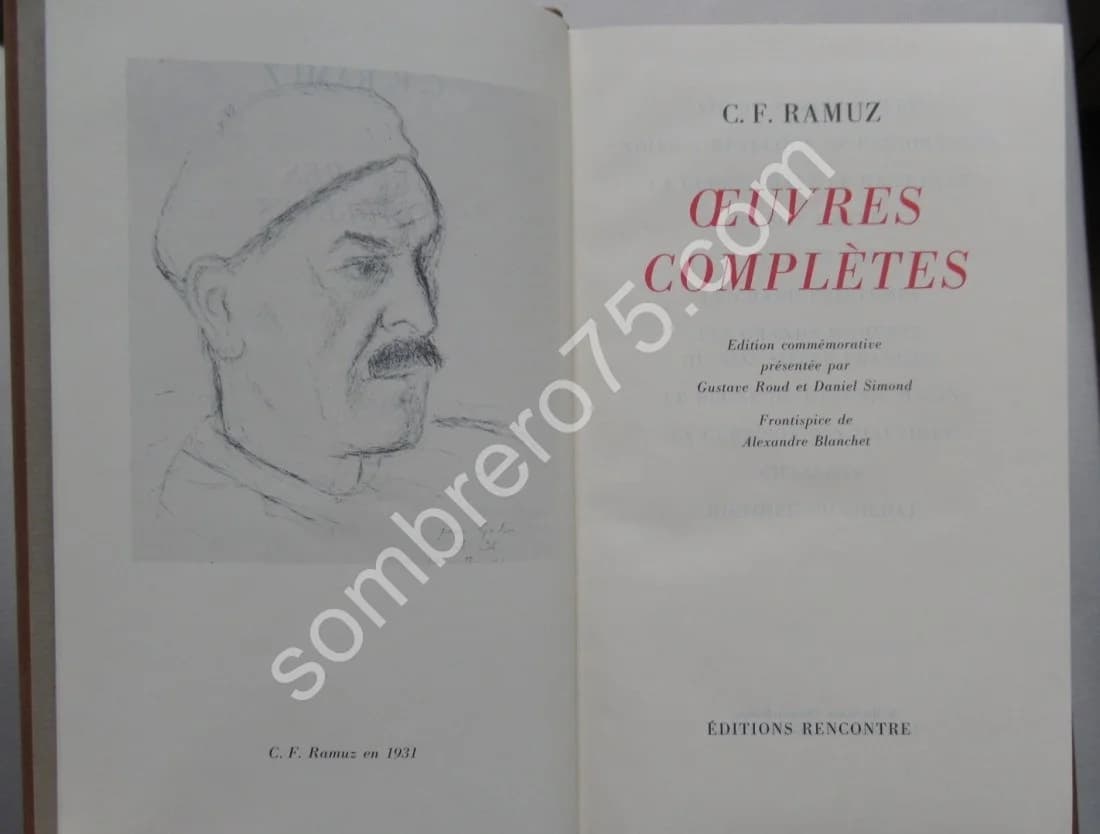 C. F. Ramuz en 1931
C. F. RAMUZ
ŒUVRES
COMPLÈTES
Edition commémorative
présentée par
Gustave Roud et Daniel Simond
Frontispice de
Alexandre Blanchet
ÉDITIONS RENCONTRE
sombrero75.com